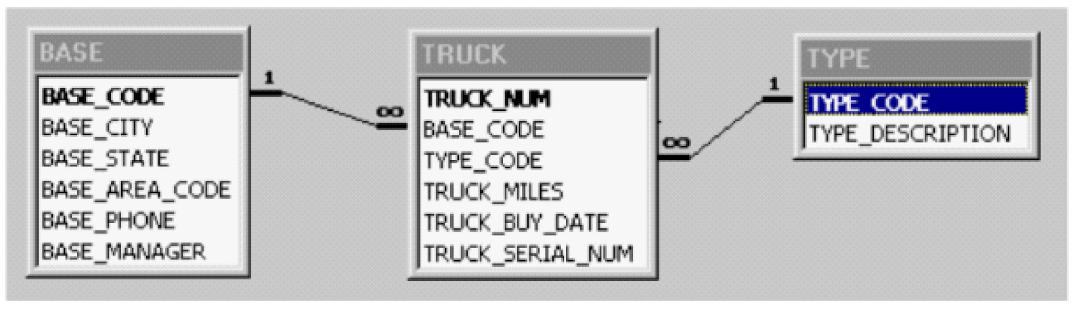 BASE
BASE_CODE
BASE_CITY
BASE_STATE
BASE_AREA_CODE
BASE_PHONE
BASE_MANAGER
1
∞
TRUCK
TRUCK_NUM
BASE_CODE
TYPE_CODE
TRUCK_MILES
TRUCK_BUY_DATE
TRUCK_SERIAL_NUM
∞
1
TYPE
TYPE_CODE
TYPE_DESCRIPTION